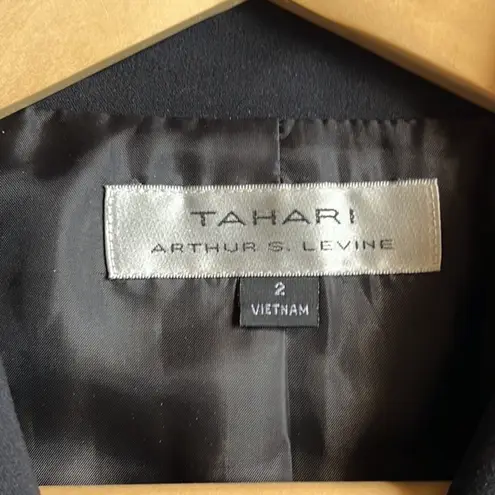 TAHARI
ARTHUR S. LEVINE
2
VIETNAM